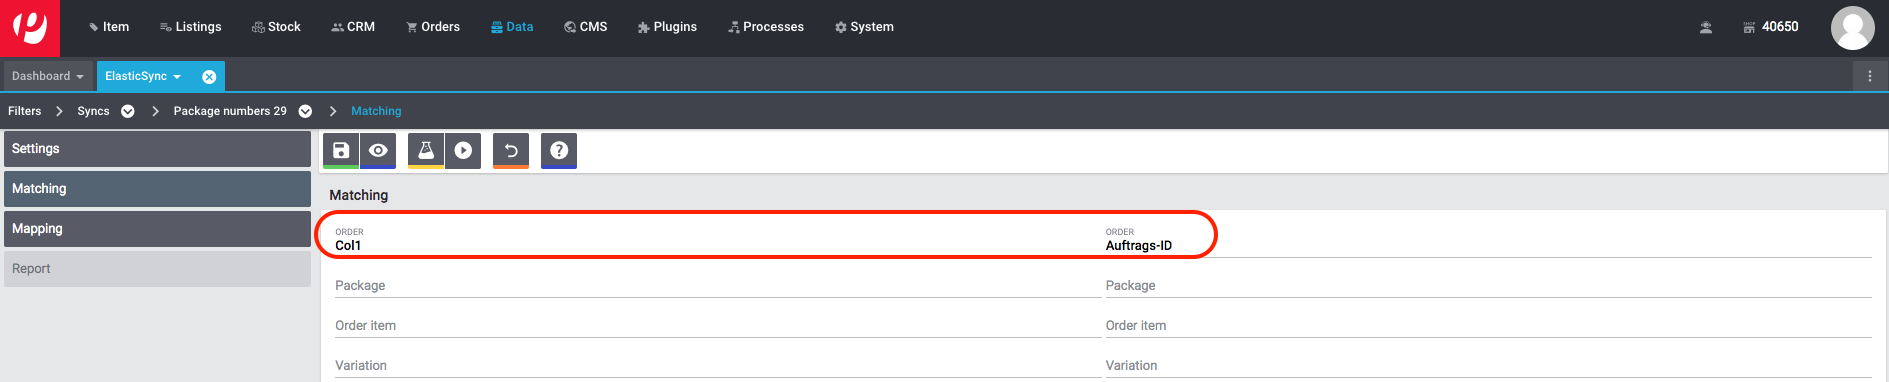 Item Listings Stock CRM Orders Data CMS Plugins Processes System SHOP 40650
Dashboard ElasticSync
Filters Syncs Package numbers 29 Matching
Settings
Matching
Mapping
Report
Matching
ORDER ORDER
Col1 Auftrags-ID
Package Package
Order item Order item
Variation Variation